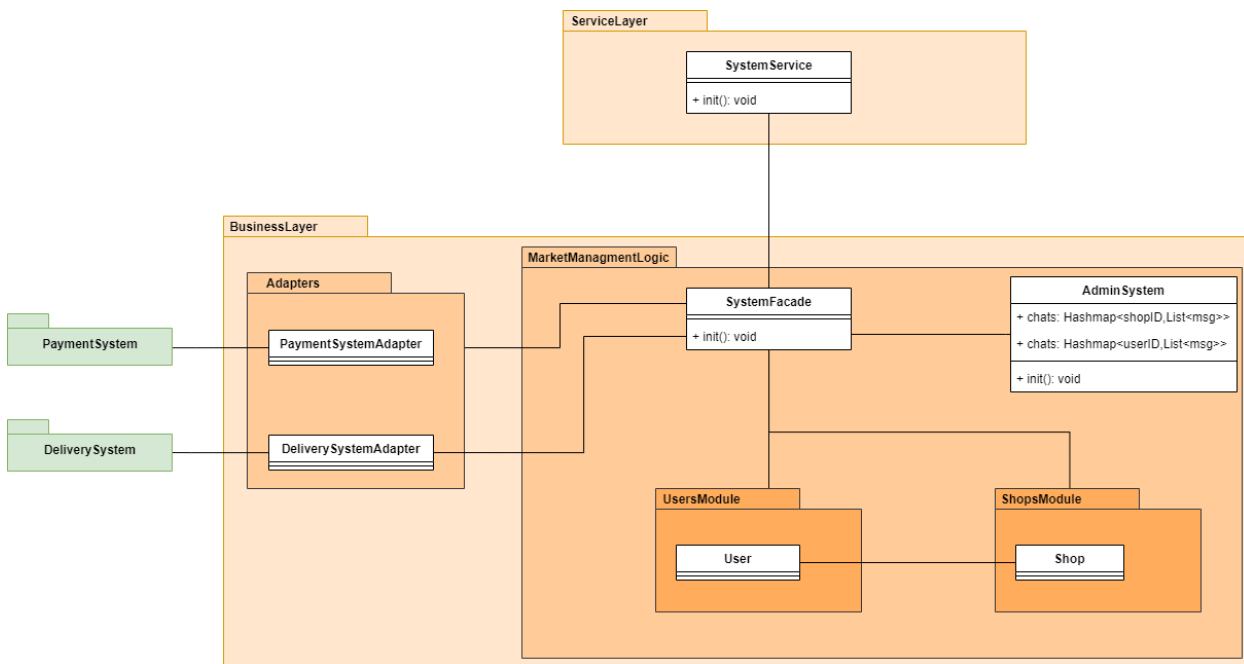 ServiceLayer
SystemService
+ init(): void
BusinessLayer
MarketManagmentLogic
Adapters
SystemFacade
+ init(): void
AdminSystem
+ chats: Hashmap<shopID,List<msg>>
+ chats: Hashmap<userID,List<msg>>
+ init(): void
PaymentSystem
PaymentSystemAdapter
DeliverySystem
DeliverySystemAdapter
UsersModule
ShopsModule
User
Shop